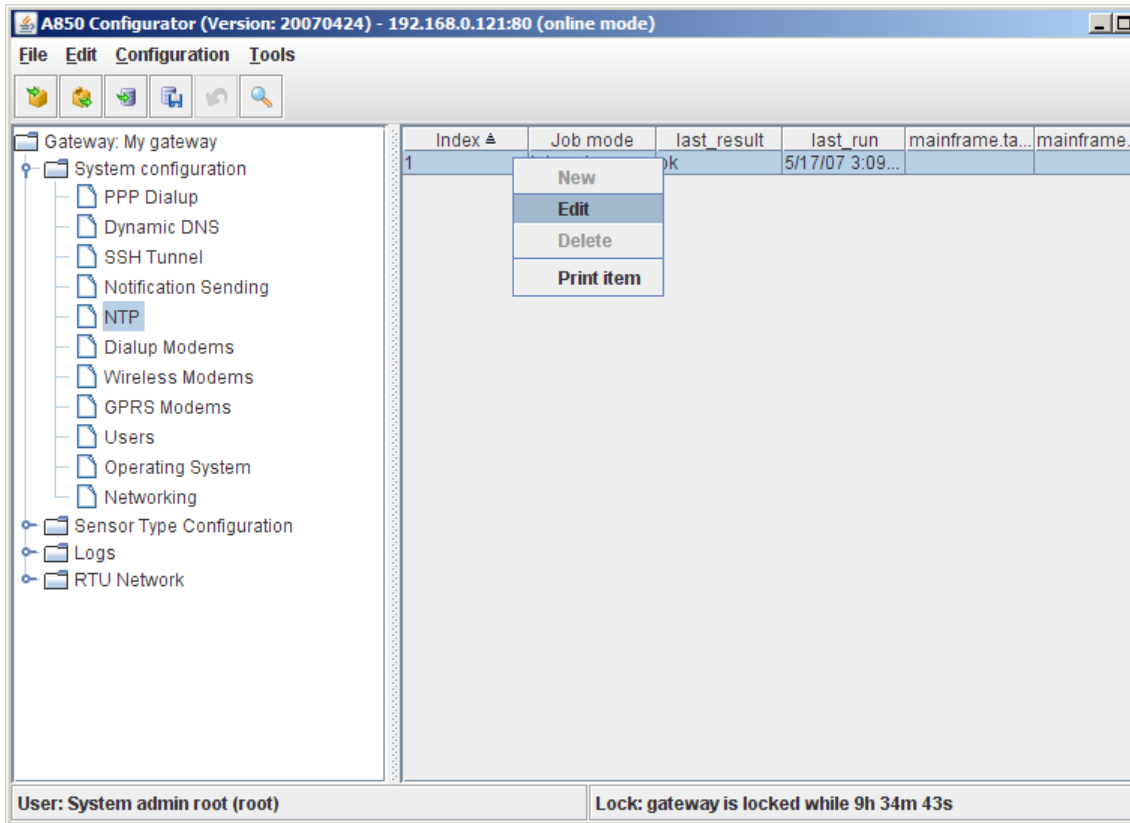 A850 Configurator (Version: 20070424) - 192.168.0.121:80 (online mode)
File Edit Configuration Tools
Gateway: My gateway
System configuration
PPP Dialup
Dynamic DNS
SSH Tunnel
Notification Sending
NTP
Dialup Modems
Wireless Modems
GPRS Modems
Users
Operating System
Networking
Sensor Type Configuration
Logs
RTU Network
Index Job mode last_result last_run mainframe.ta... mainframe.
1 ok 5/17/07 3:09...
New
Edit
Delete
Print item
User: System admin root (root)
Lock: gateway is locked while 9h 34m 43s